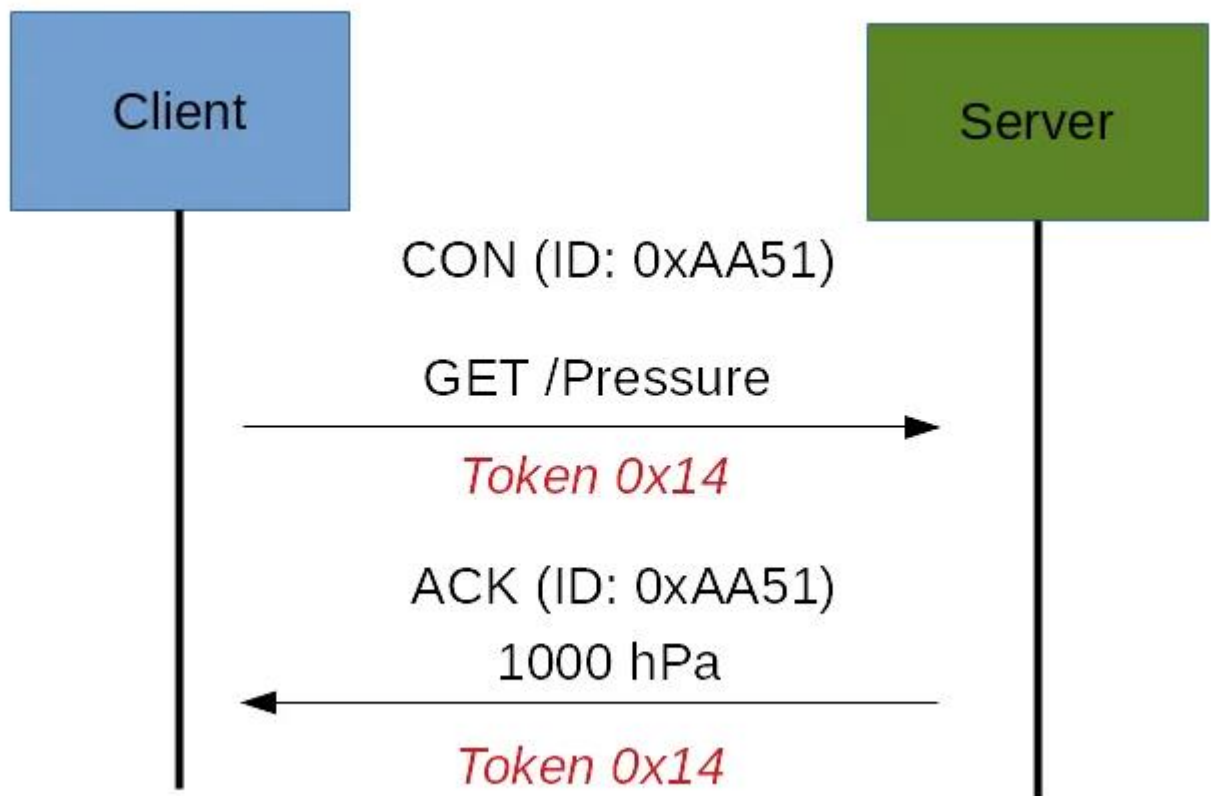 Client
Server
CON (ID: 0xAA51)
GET /Pressure
Token 0x14
ACK (ID: 0xAA51)
1000 hPa
Token 0x14